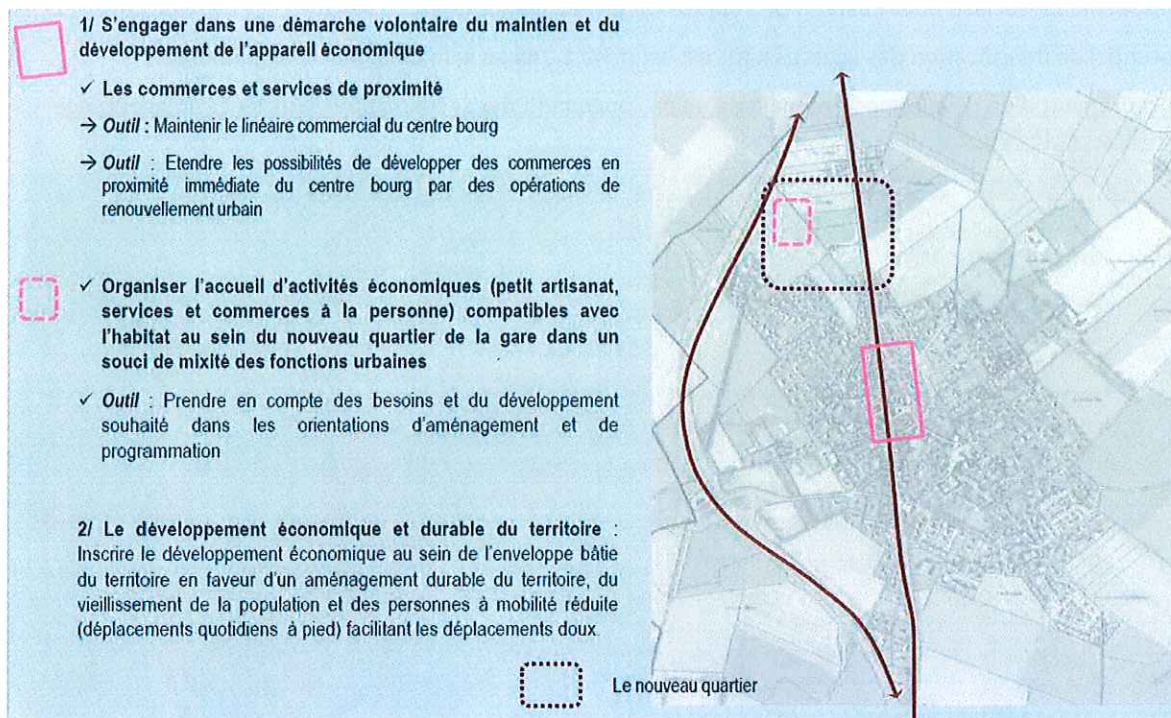 1/ S'engager dans une démarche volontaire du maintien et du
développement de l'appareil économique
✓ Les commerces et services de proximité
→ Outil : Maintenir le linéaire commercial du centre bourg
→ Outil : Etendre les possibilités de développer des commerces en
proximité immédiate du centre bourg par des opérations de
renouvellement urbain
✓ Organiser l'accueil d'activités économiques (petit artisanat,
services et commerces à la personne) compatibles avec
l'habitat au sein du nouveau quartier de la gare dans un
souci de mixité des fonctions urbaines
✓ Outil : Prendre en compte des besoins et du développement
souhaité dans les orientations d'aménagement et de
programmation
2/ Le développement économique et durable du territoire :
Inscrire le développement économique au sein de l'enveloppe bâtie
du territoire en faveur d'un aménagement durable du territoire, du
vieillissement de la population et des personnes à mobilité réduite
(déplacements quotidiens à pied) facilitant les déplacements doux.
Le nouveau quartier